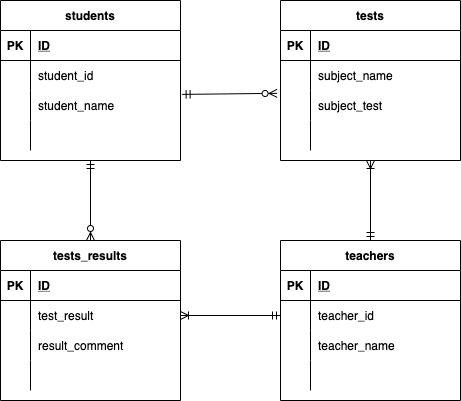 students
PK ID
student_id
student_name
tests
PK ID
subject_name
subject_test
tests_results
PK ID
test_result
result_comment
teachers
PK ID
teacher_id
teacher_name